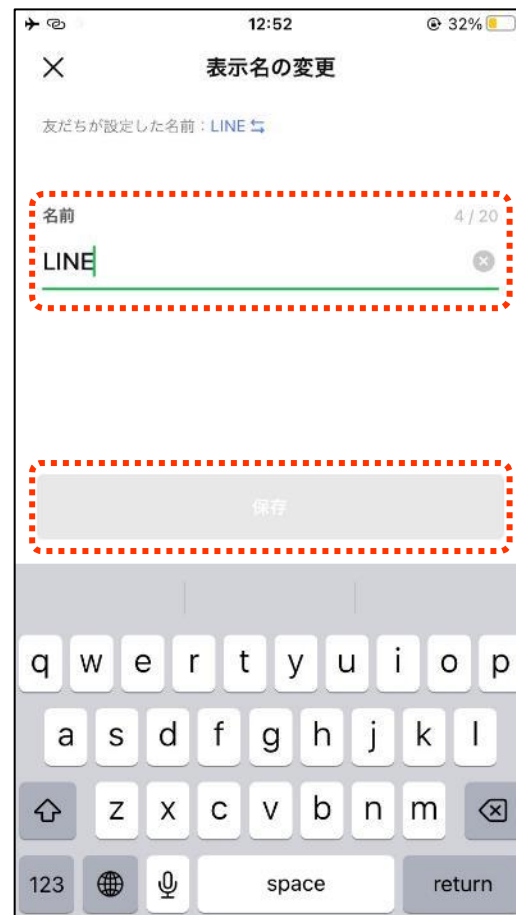 12:52
32%
表示名の変更
友だちが設定した名前：LINE
名前
4 / 20
LINE
保存
q w e r t y u i o p
a s d f g h j k l
z x c v b n m
123 space return